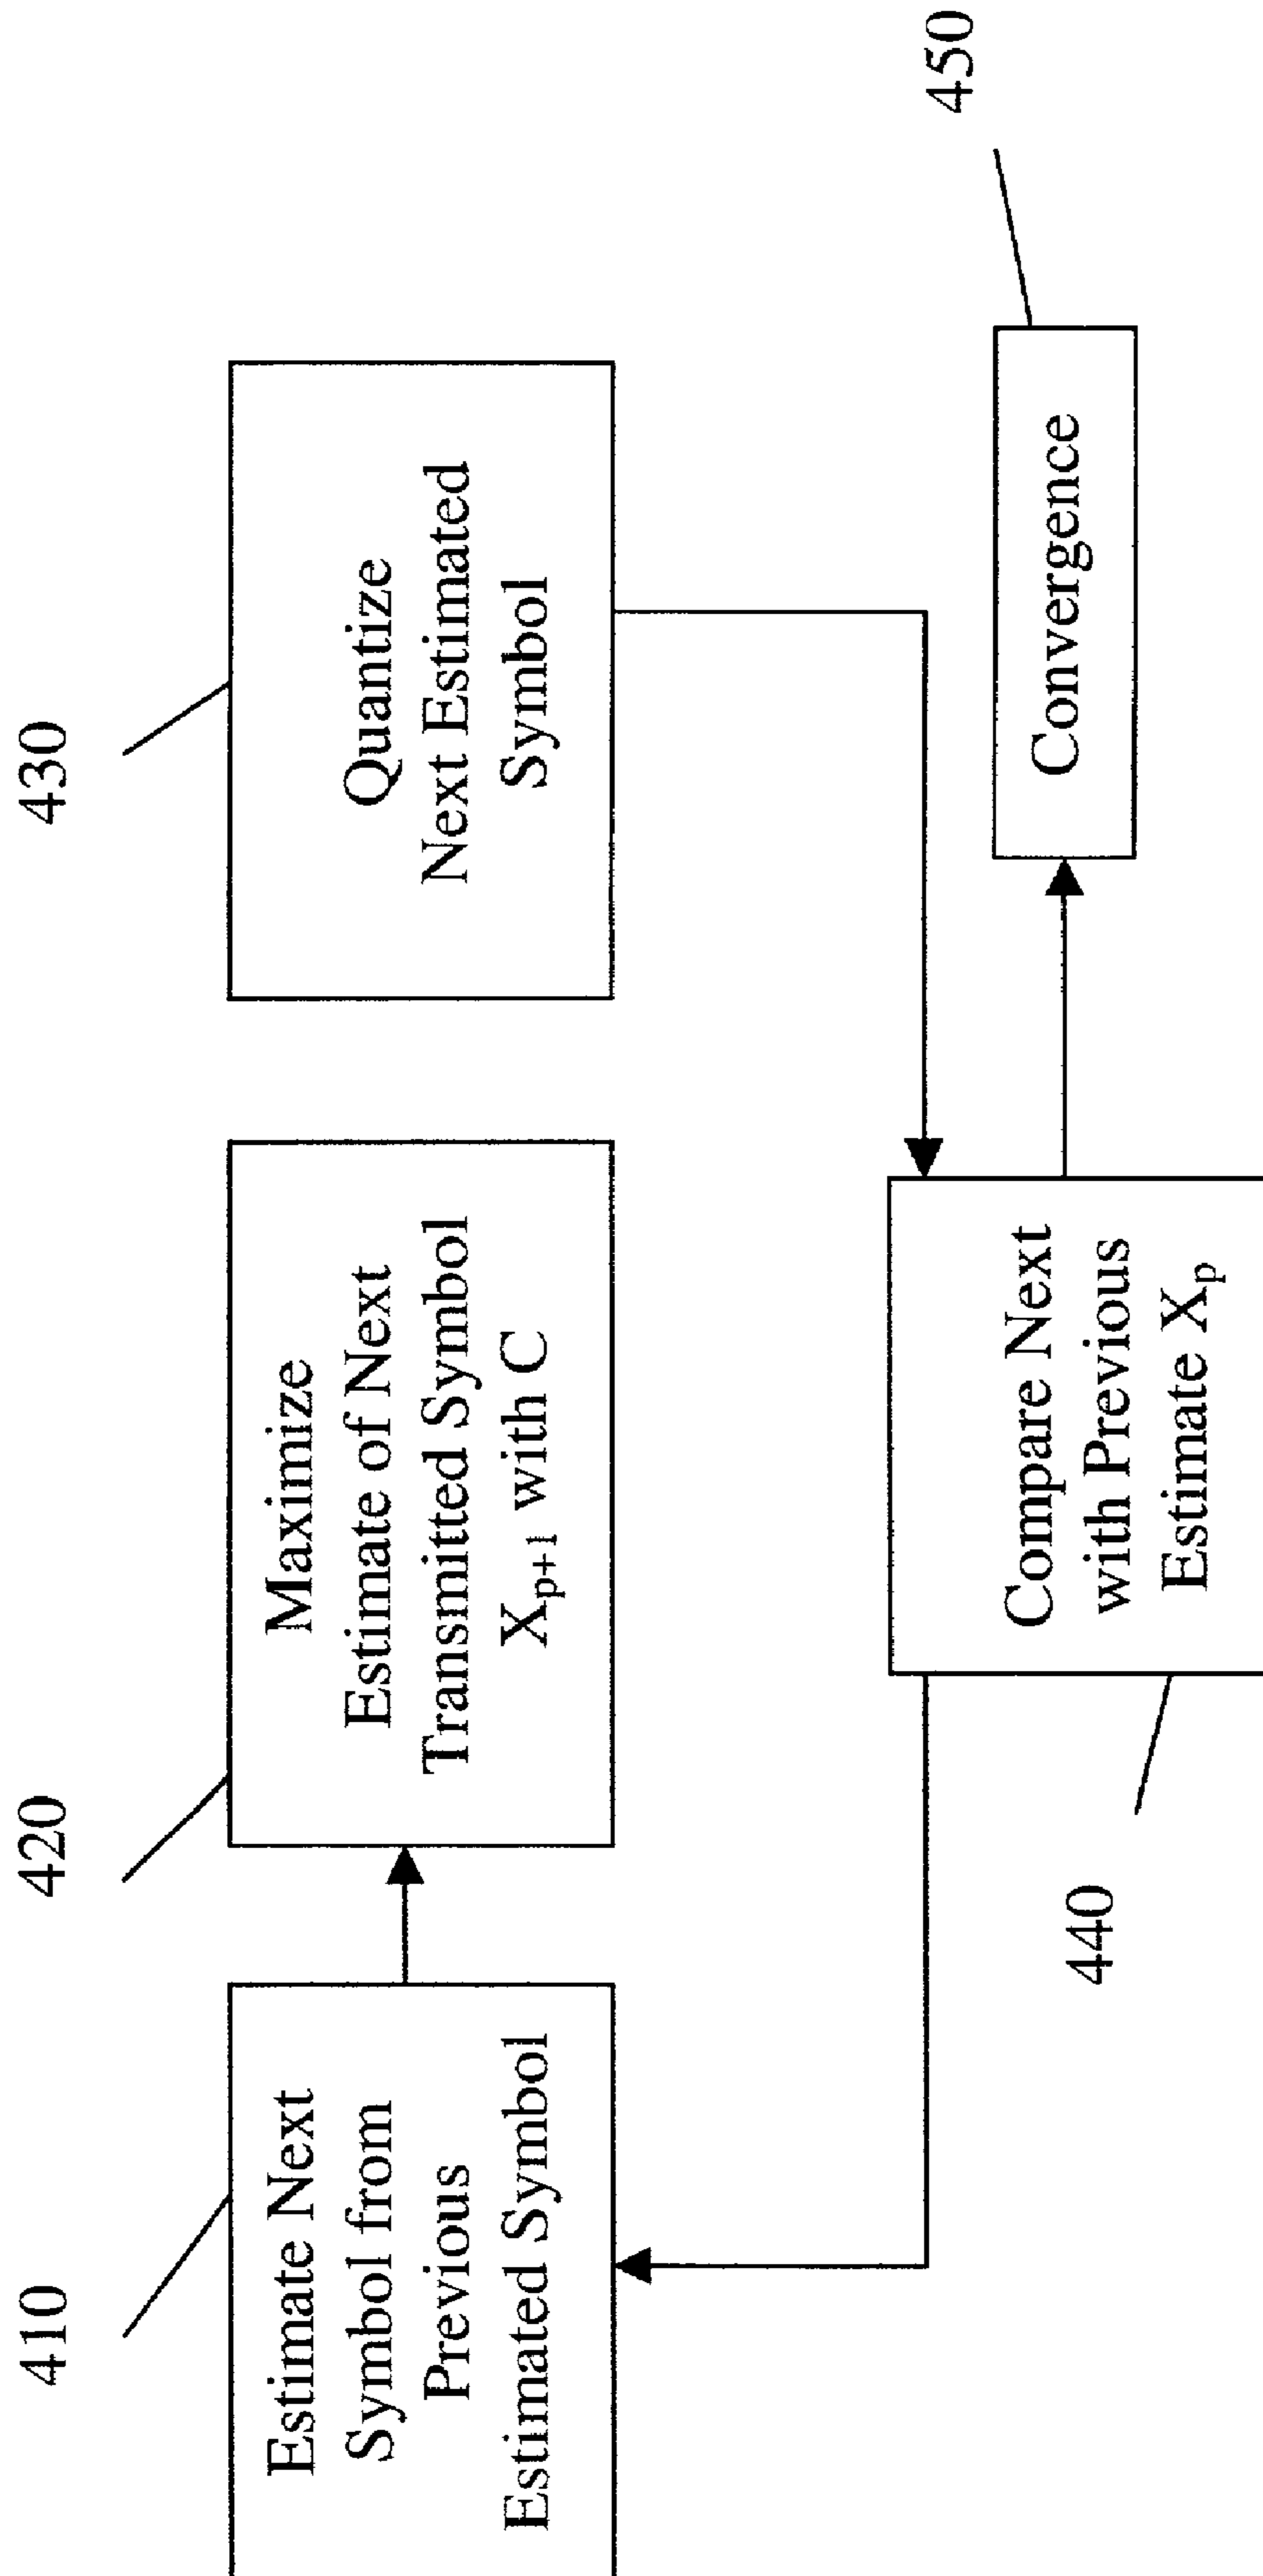 410
Estimate Next
Symbol from
Previous
Estimated Symbol
420
Maximize
Estimate of Next
Transmitted Symbol
Xₚ₊₁ with C
430
Quantize
Next Estimated
Symbol
440
Compare Next
with Previous
Estimate Xₚ
450
Convergence